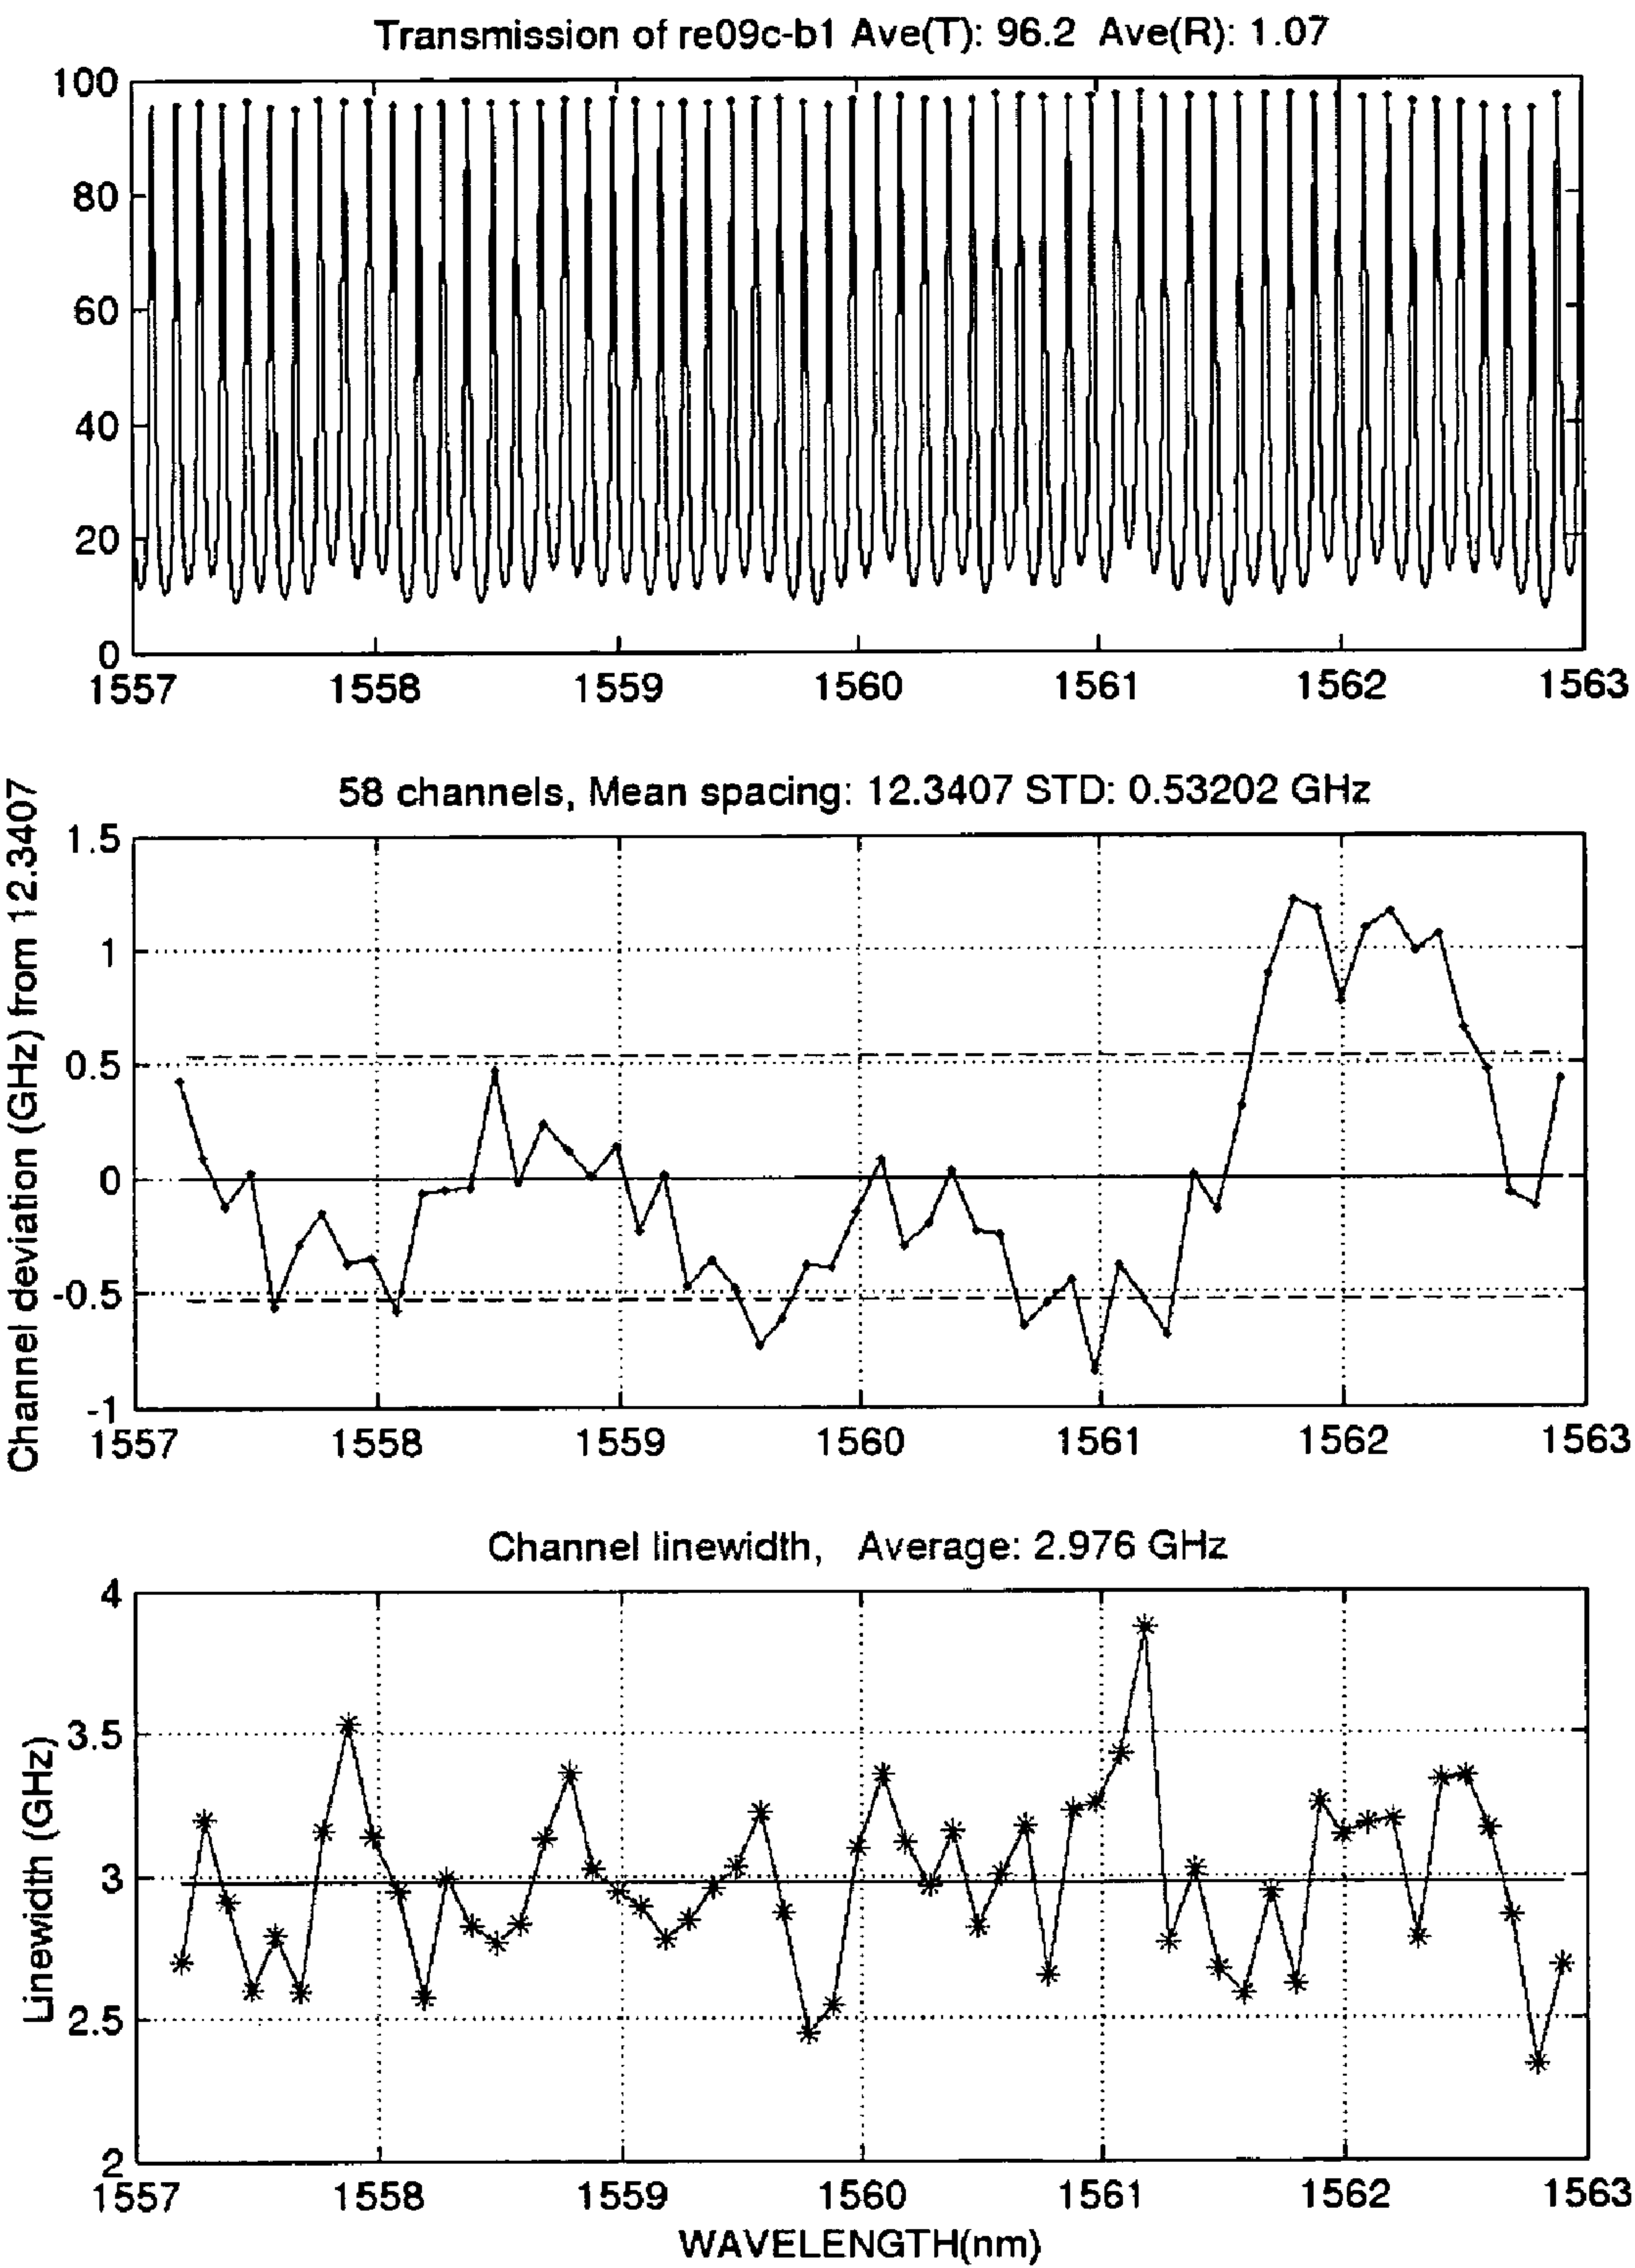 Transmission of re09c-b1 Ave(T): 96.2 Ave(R): 1.07
100
80
60
40
20
0
1557 1558 1559 1560 1561 1562 1563
58 channels, Mean spacing: 12.3407 STD: 0.53202 GHz
Channel deviation (GHz) from 12.3407
1.5
1
0.5
0
-0.5
-1
1557 1558 1559 1560 1561 1562 1563
Channel linewidth, Average: 2.976 GHz
Linewidth (GHz)
4
3.5
3
2.5
2
1557 1558 1559 1560 1561 1562 1563
WAVELENGTH(nm)